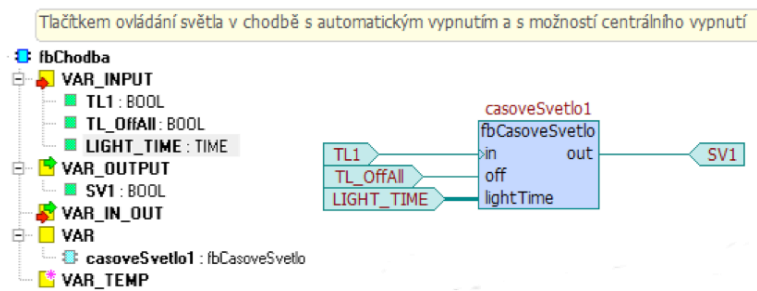 Tlačítkem ovládání světla v chodbě s automatickým vypnutím a s možností centrálního vypnutí
fbChodba
VAR_INPUT
TL1 : BOOL
TL_OffAll : BOOL
LIGHT_TIME : TIME
VAR_OUTPUT
SV1 : BOOL
VAR_IN_OUT
VAR
casoveSvetlo1 : fbCasoveSvetlo
VAR_TEMP
casoveSvetlo1
fbCasoveSvetlo
TL1 in out SV1
TL_OffAll off
LIGHT_TIME lightTime